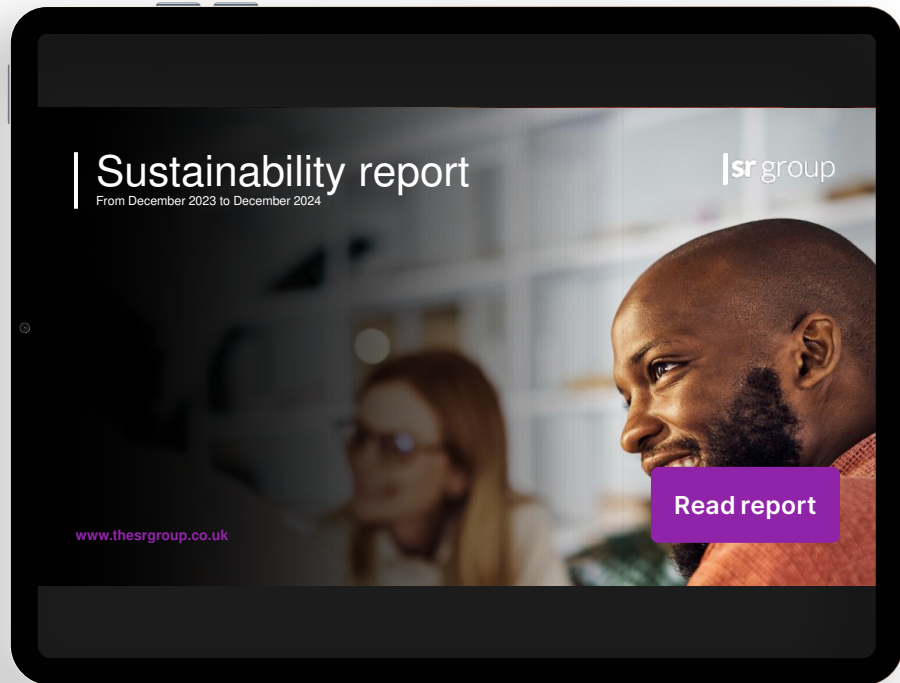 Sustainability report
From December 2023 to December 2024
sr group
www.thesrgroup.co.uk
Read report